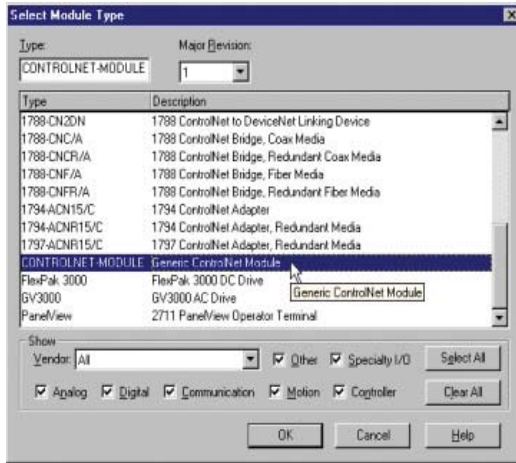 Select Module Type
Type: Major Revision:
CONTROLNET-MODULE 1
Type Description
1788-CN2DN 1788 ControlNet to DeviceNet Linking Device
1788-CNC/A 1788 ControlNet Bridge, Coax Media
1788-CNCR/A 1788 ControlNet Bridge, Redundant Coax Media
1788-CNF/A 1788 ControlNet Bridge, Fiber Media
1788-CNFR/A 1788 ControlNet Bridge, Redundant Fiber Media
1794-ACN15/C 1794 ControlNet Adapter
1794-ACNR15/C 1794 ControlNet Adapter, Redundant Media
1797-ACNR15/C 1797 ControlNet Adapter, Redundant Media
CONTROLNET-MODULE Generic ControlNet Module
FlexPak 3000 FlexPak 3000 DC Drive
Generic ControlNet Module
GV3000 GV3000 AC Drive
PanelView 2711 PanelView Operator Terminal
Show
Vendor: All Other Specialty I/O Select All
Analog Digital Communication Motion Controller Clear All
OK Cancel Help